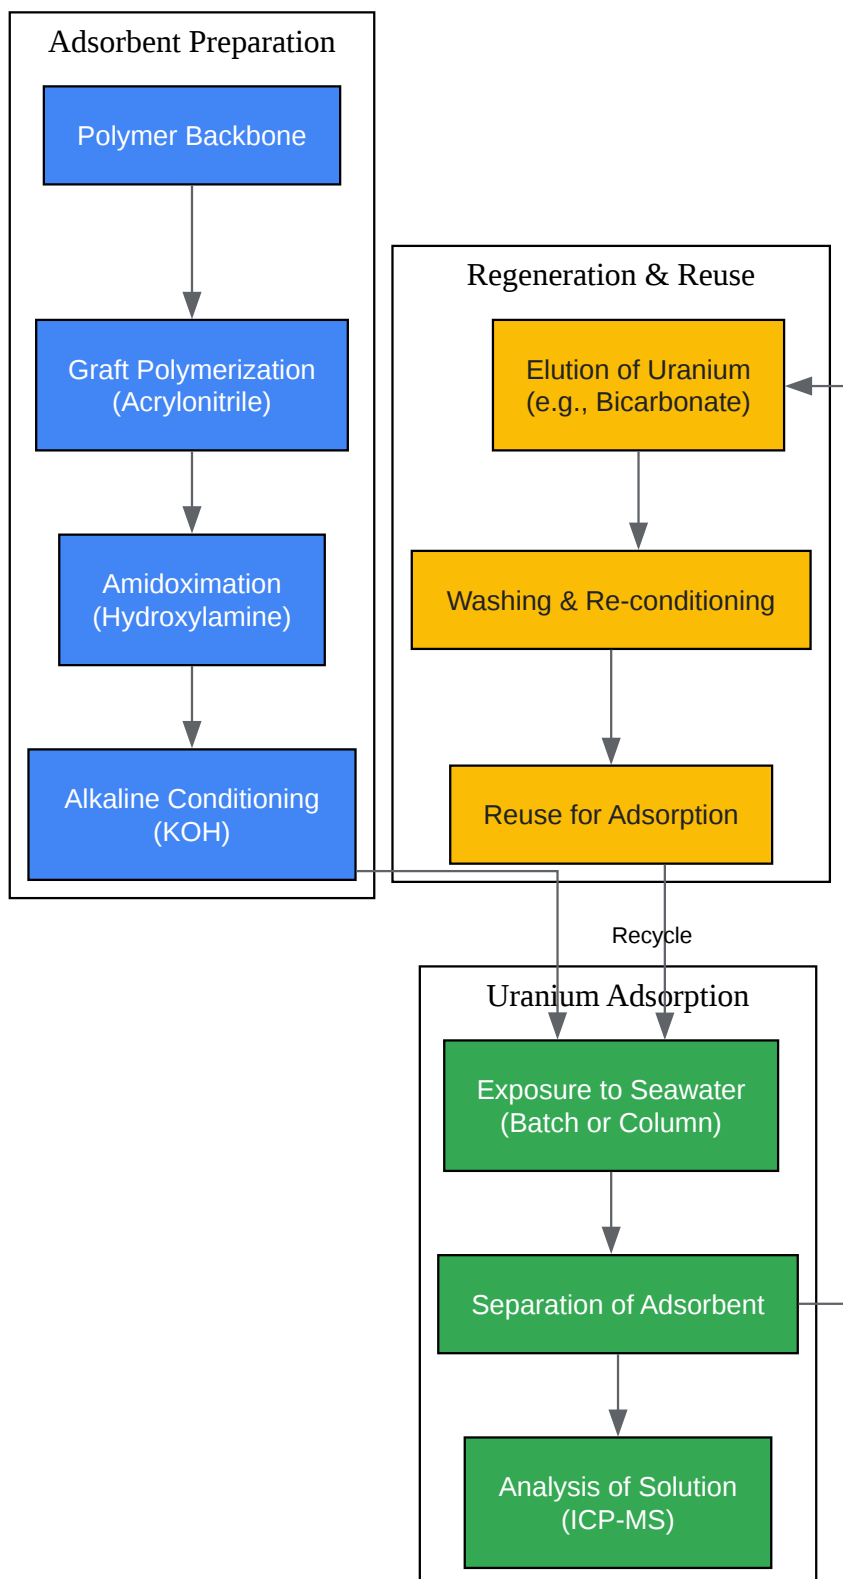 Adsorbent Preparation
Polymer Backbone
Graft Polymerization
(Acrylonitrile)
Amidoximation
(Hydroxylamine)
Alkaline Conditioning
(KOH)
Regeneration & Reuse
Elution of Uranium
(e.g., Bicarbonate)
Washing & Re-conditioning
Reuse for Adsorption
Recycle
Uranium Adsorption
Exposure to Seawater
(Batch or Column)
Separation of Adsorbent
Analysis of Solution
(ICP-MS)